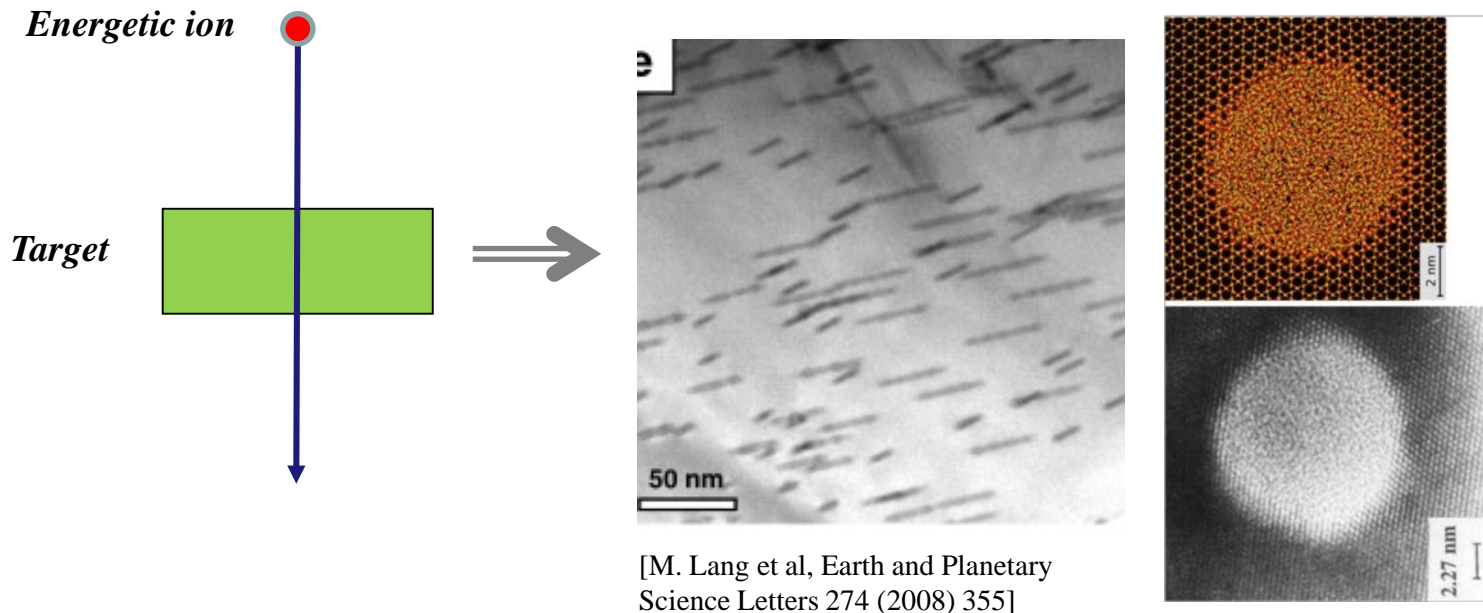 Energetic ion
Target
e
50 nm
[M. Lang et al, Earth and Planetary
Science Letters 274 (2008) 355]
2 nm
2.27 nm